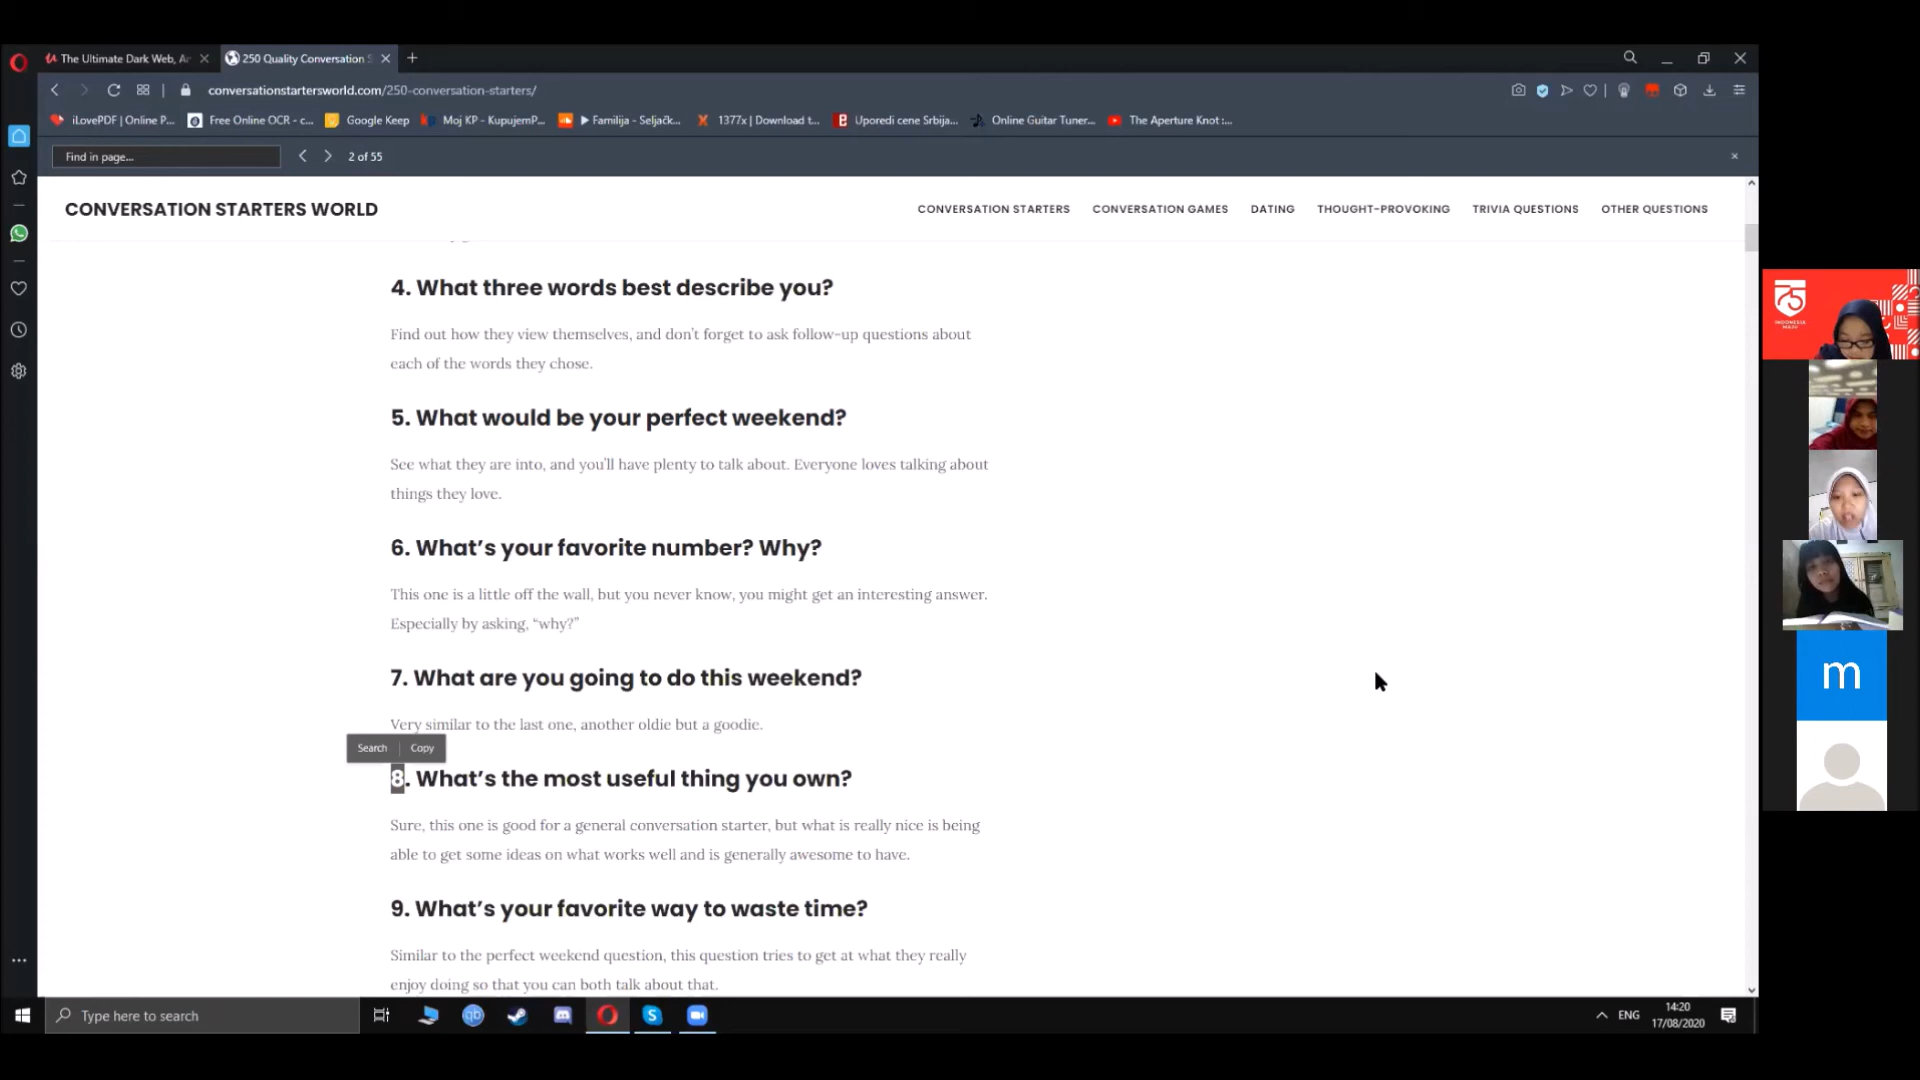 The Ultimate Dark Web, Ar
250 Quality Conversation S
conversationstartersworld.com/250-conversation-starters/
iLovePDF | Online P...
Free Online OCR - c...
Google Keep
Moj KP - KupujemP...
Familija - Seljačk...
1377x | Download t...
Uporedi cene Srbija...
Online Guitar Tuner...
The Aperture Knot :...
Find in page...
2 of 55
CONVERSATION STARTERS WORLD
CONVERSATION STARTERS
CONVERSATION GAMES
DATING
THOUGHT-PROVOKING
TRIVIA QUESTIONS
OTHER QUESTIONS
4. What three words best describe you?
Find out how they view themselves, and don't forget to ask follow-up questions about
each of the words they chose.
5. What would be your perfect weekend?
See what they are into, and you'll have plenty to talk about. Everyone loves talking about
things they love.
6. What's your favorite number? Why?
This one is a little off the wall, but you never know, you might get an interesting answer.
Especially by asking, “why?”
7. What are you going to do this weekend?
Very similar to the last one, another oldie but a goodie.
Search
Copy
8. What's the most useful thing you own?
Sure, this one is good for a general conversation starter, but what is really nice is being
able to get some ideas on what works well and is generally awesome to have.
9. What's your favorite way to waste time?
Similar to the perfect weekend question, this question tries to get at what they really
enjoy doing so that you can both talk about that.
Type here to search
qb
ENG
14:20
17/08/2020
75
INDONESIA
MAJU
m